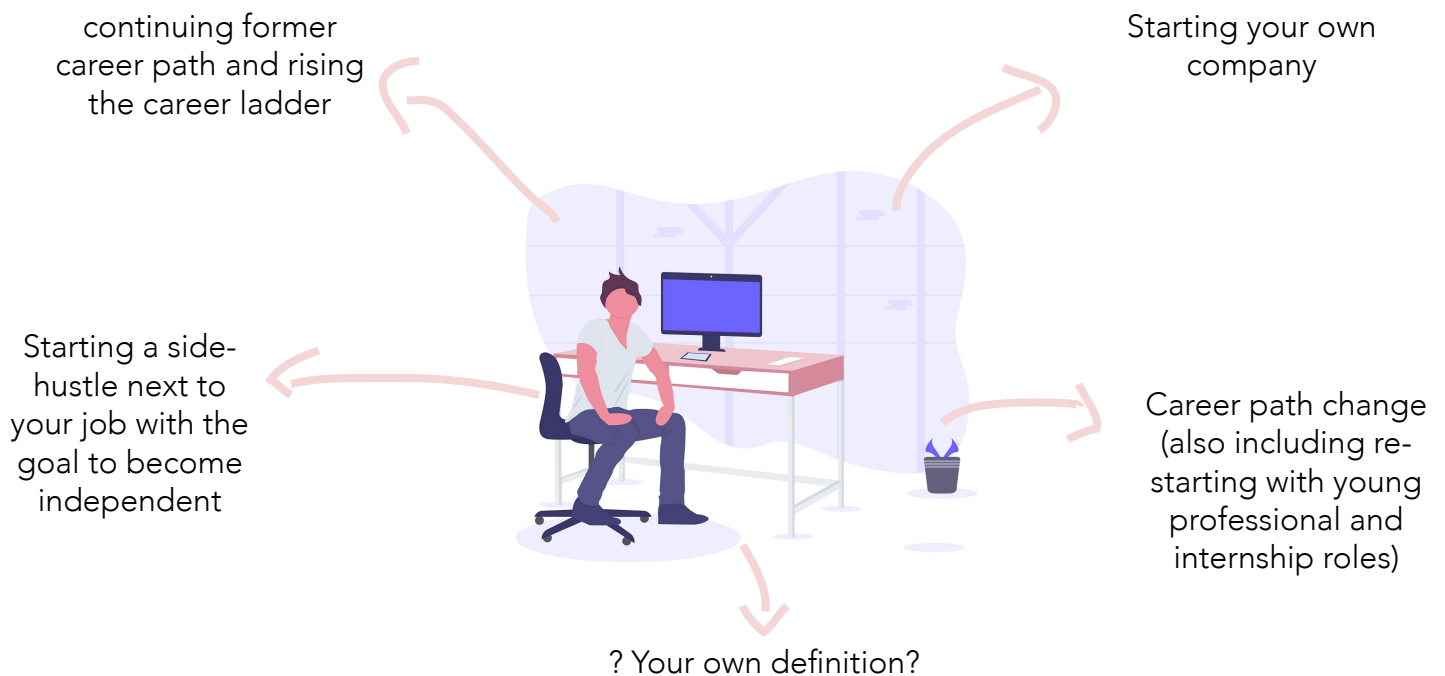 continuing former
career path and rising
the career ladder
Starting your own
company
Starting a side-
hustle next to
your job with the
goal to become
independent
Career path change
(also including re-
starting with young
professional and
internship roles)
? Your own definition?